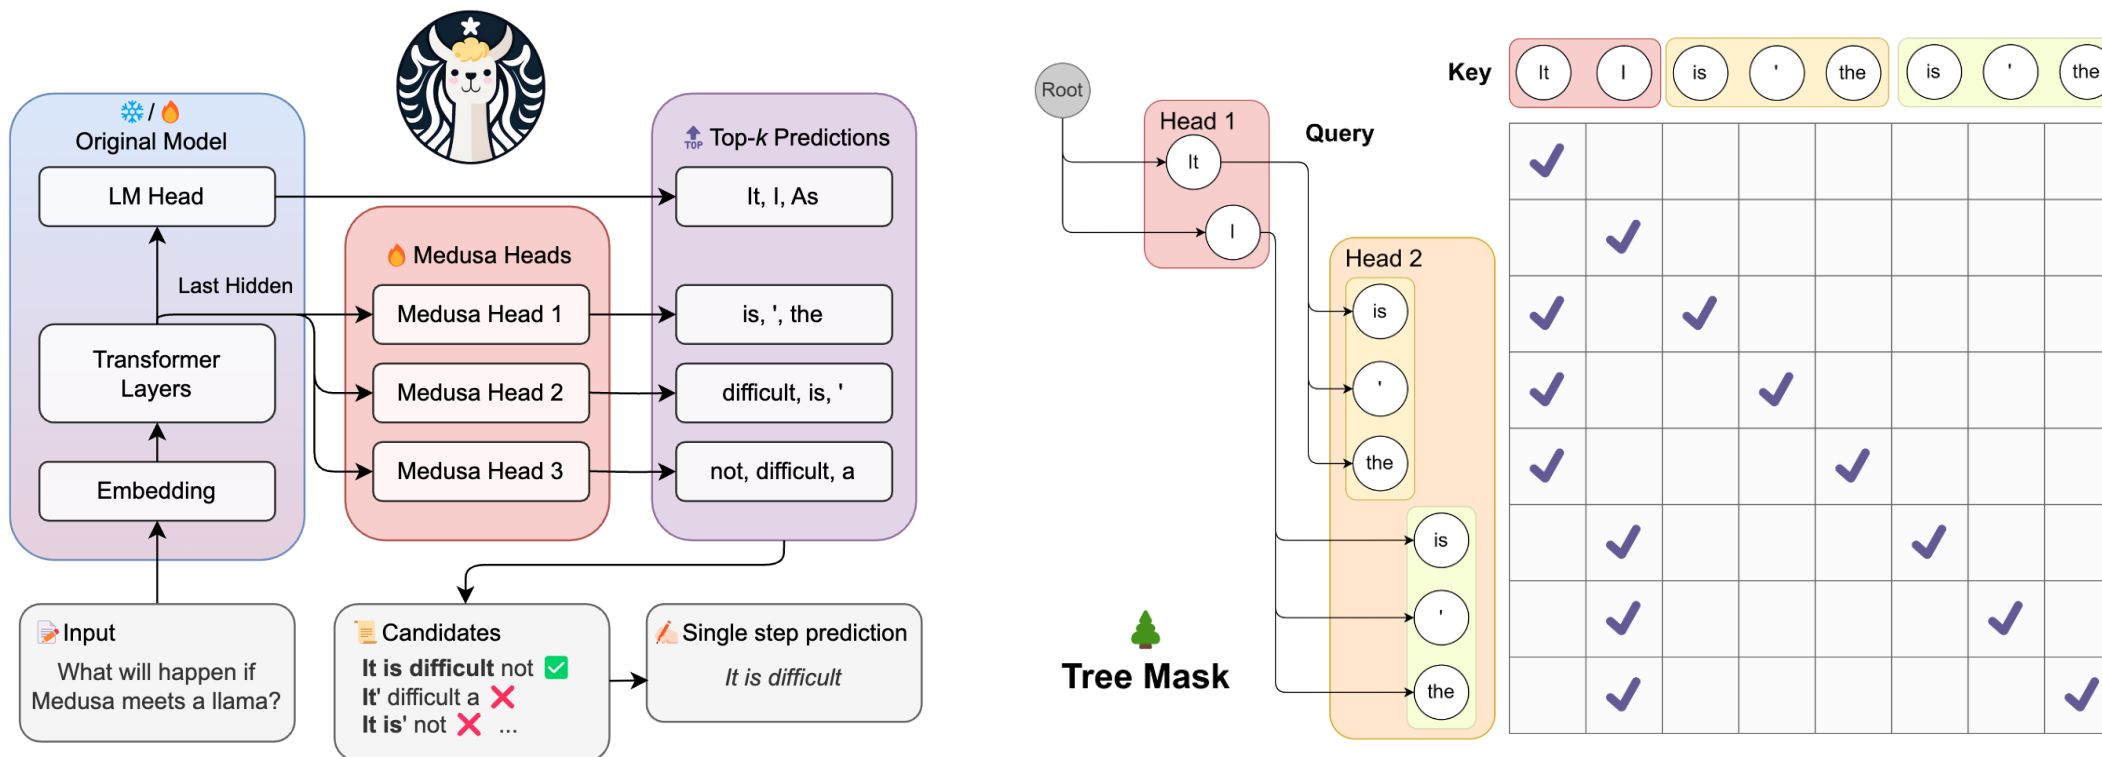 Original Model
LM Head
Transformer
Layers
Embedding
Last Hidden
Medusa Heads
Medusa Head 1
Medusa Head 2
Medusa Head 3
TOP
Top-k Predictions
It, I, As
is, ', the
difficult, is, '
not, difficult, a
Input
What will happen if
Medusa meets a llama?
Candidates
It is difficult not
It' difficult a
It is' not ...
Single step prediction
It is difficult
Root
Head 1
It
I
Query
Head 2
is
'
the
is
'
the
Tree Mask
Key
It I is ' the is ' the